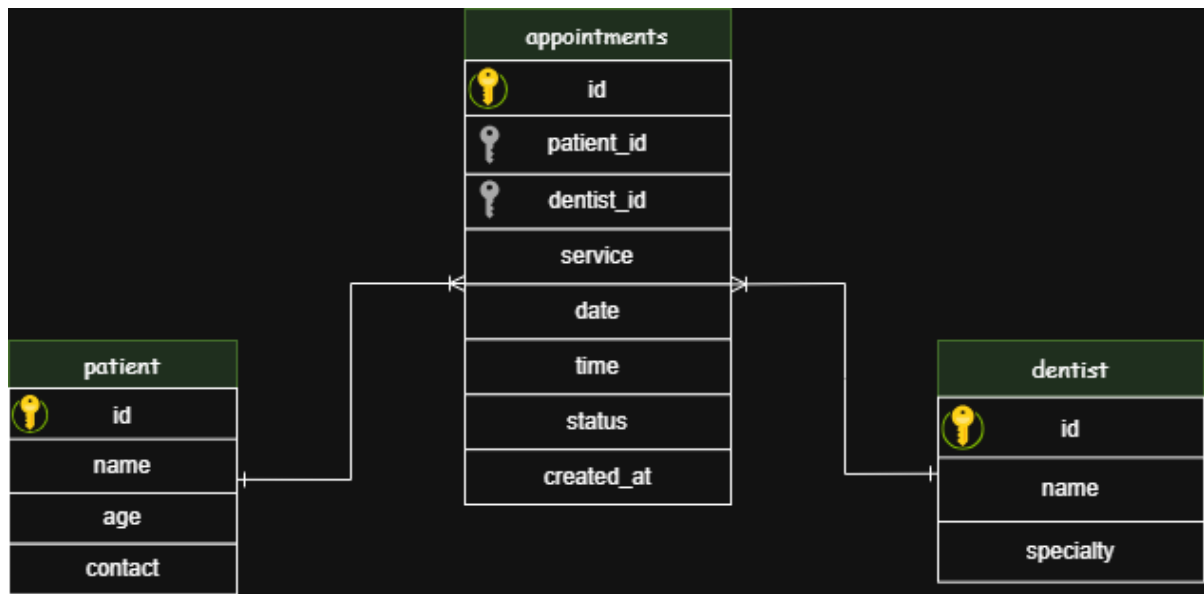 appointments
id
patient_id
dentist_id
service
date
time
status
created_at
patient
id
name
age
contact
dentist
id
name
specialty